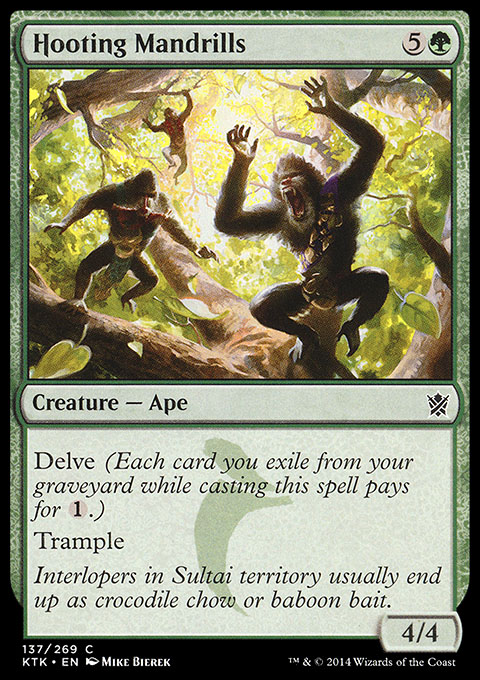 Hooting Mandrills 5
Creature — Ape
Delve (Each card you exile from your
graveyard while casting this spell pays
for 1.)
Trample
Interlopers in Sultai territory usually end
up as crocodile chow or baboon bait.
4/4
137/269 C
KTK • EN Mike Bierek
™ & © 2014 Wizards of the Coast